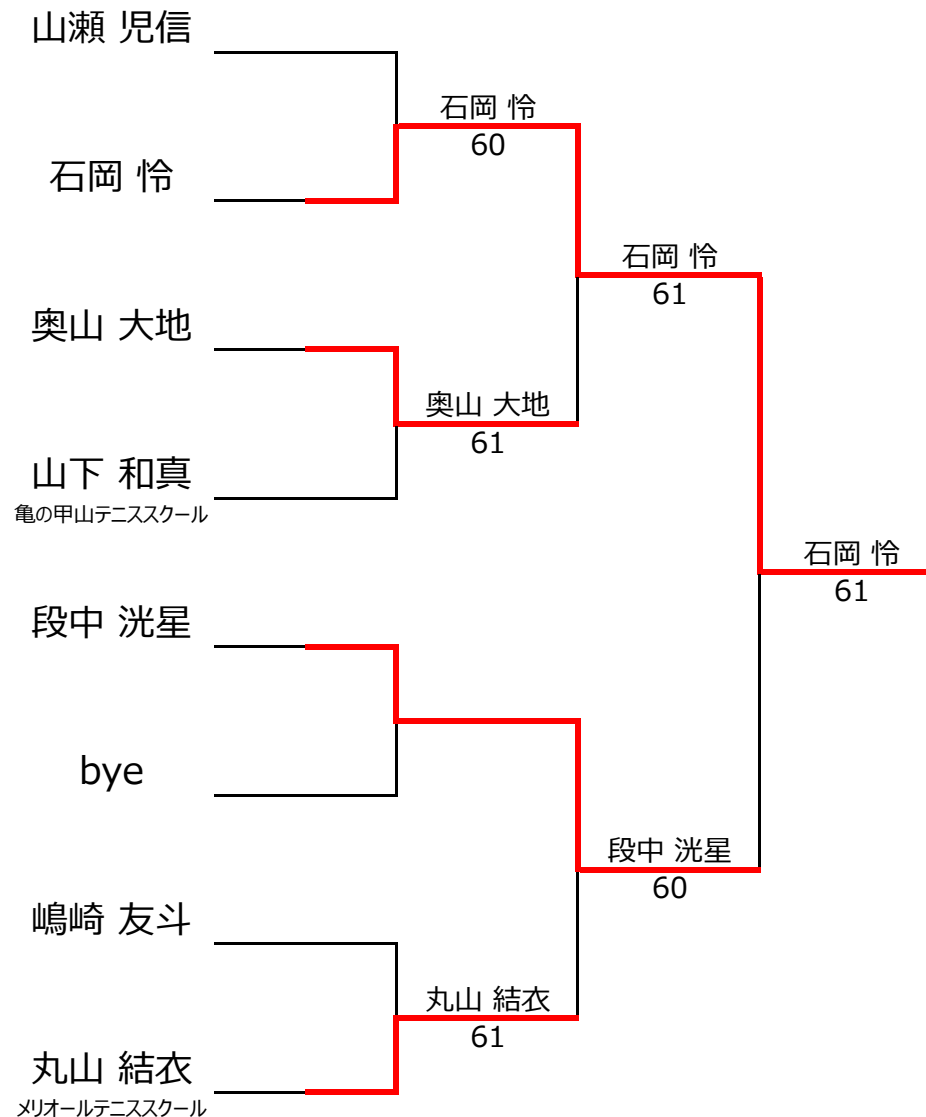 山瀬 児信
石岡 怜
60
石岡 怜
石岡 怜
61
奥山 大地
奥山 大地
61
山下 和真
亀の甲山テニススクール
石岡 怜
61
段中 洸星
bye
段中 洸星
60
嶋崎 友斗
丸山 結衣
61
丸山 結衣
メリオールテニススクール